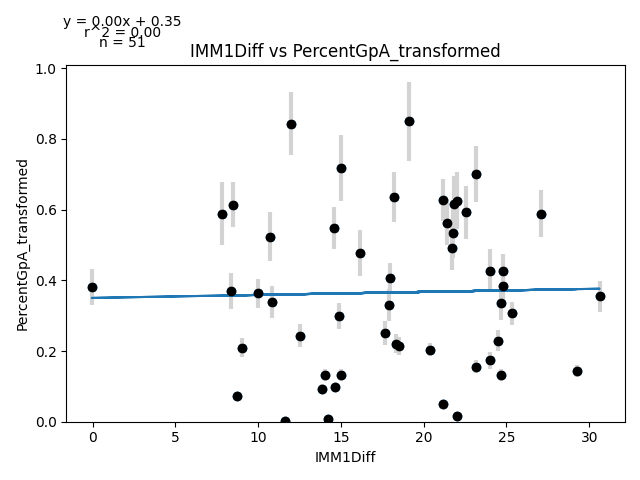 y = 0.00x + 0.35
r^2 = 0.00
n = 51
IMM1Diff vs PercentGpA_transformed
PercentGpA_transformed
1.0
0.8
0.6
0.4
0.2
0.0
0
5
10
15
20
25
30
IMM1Diff